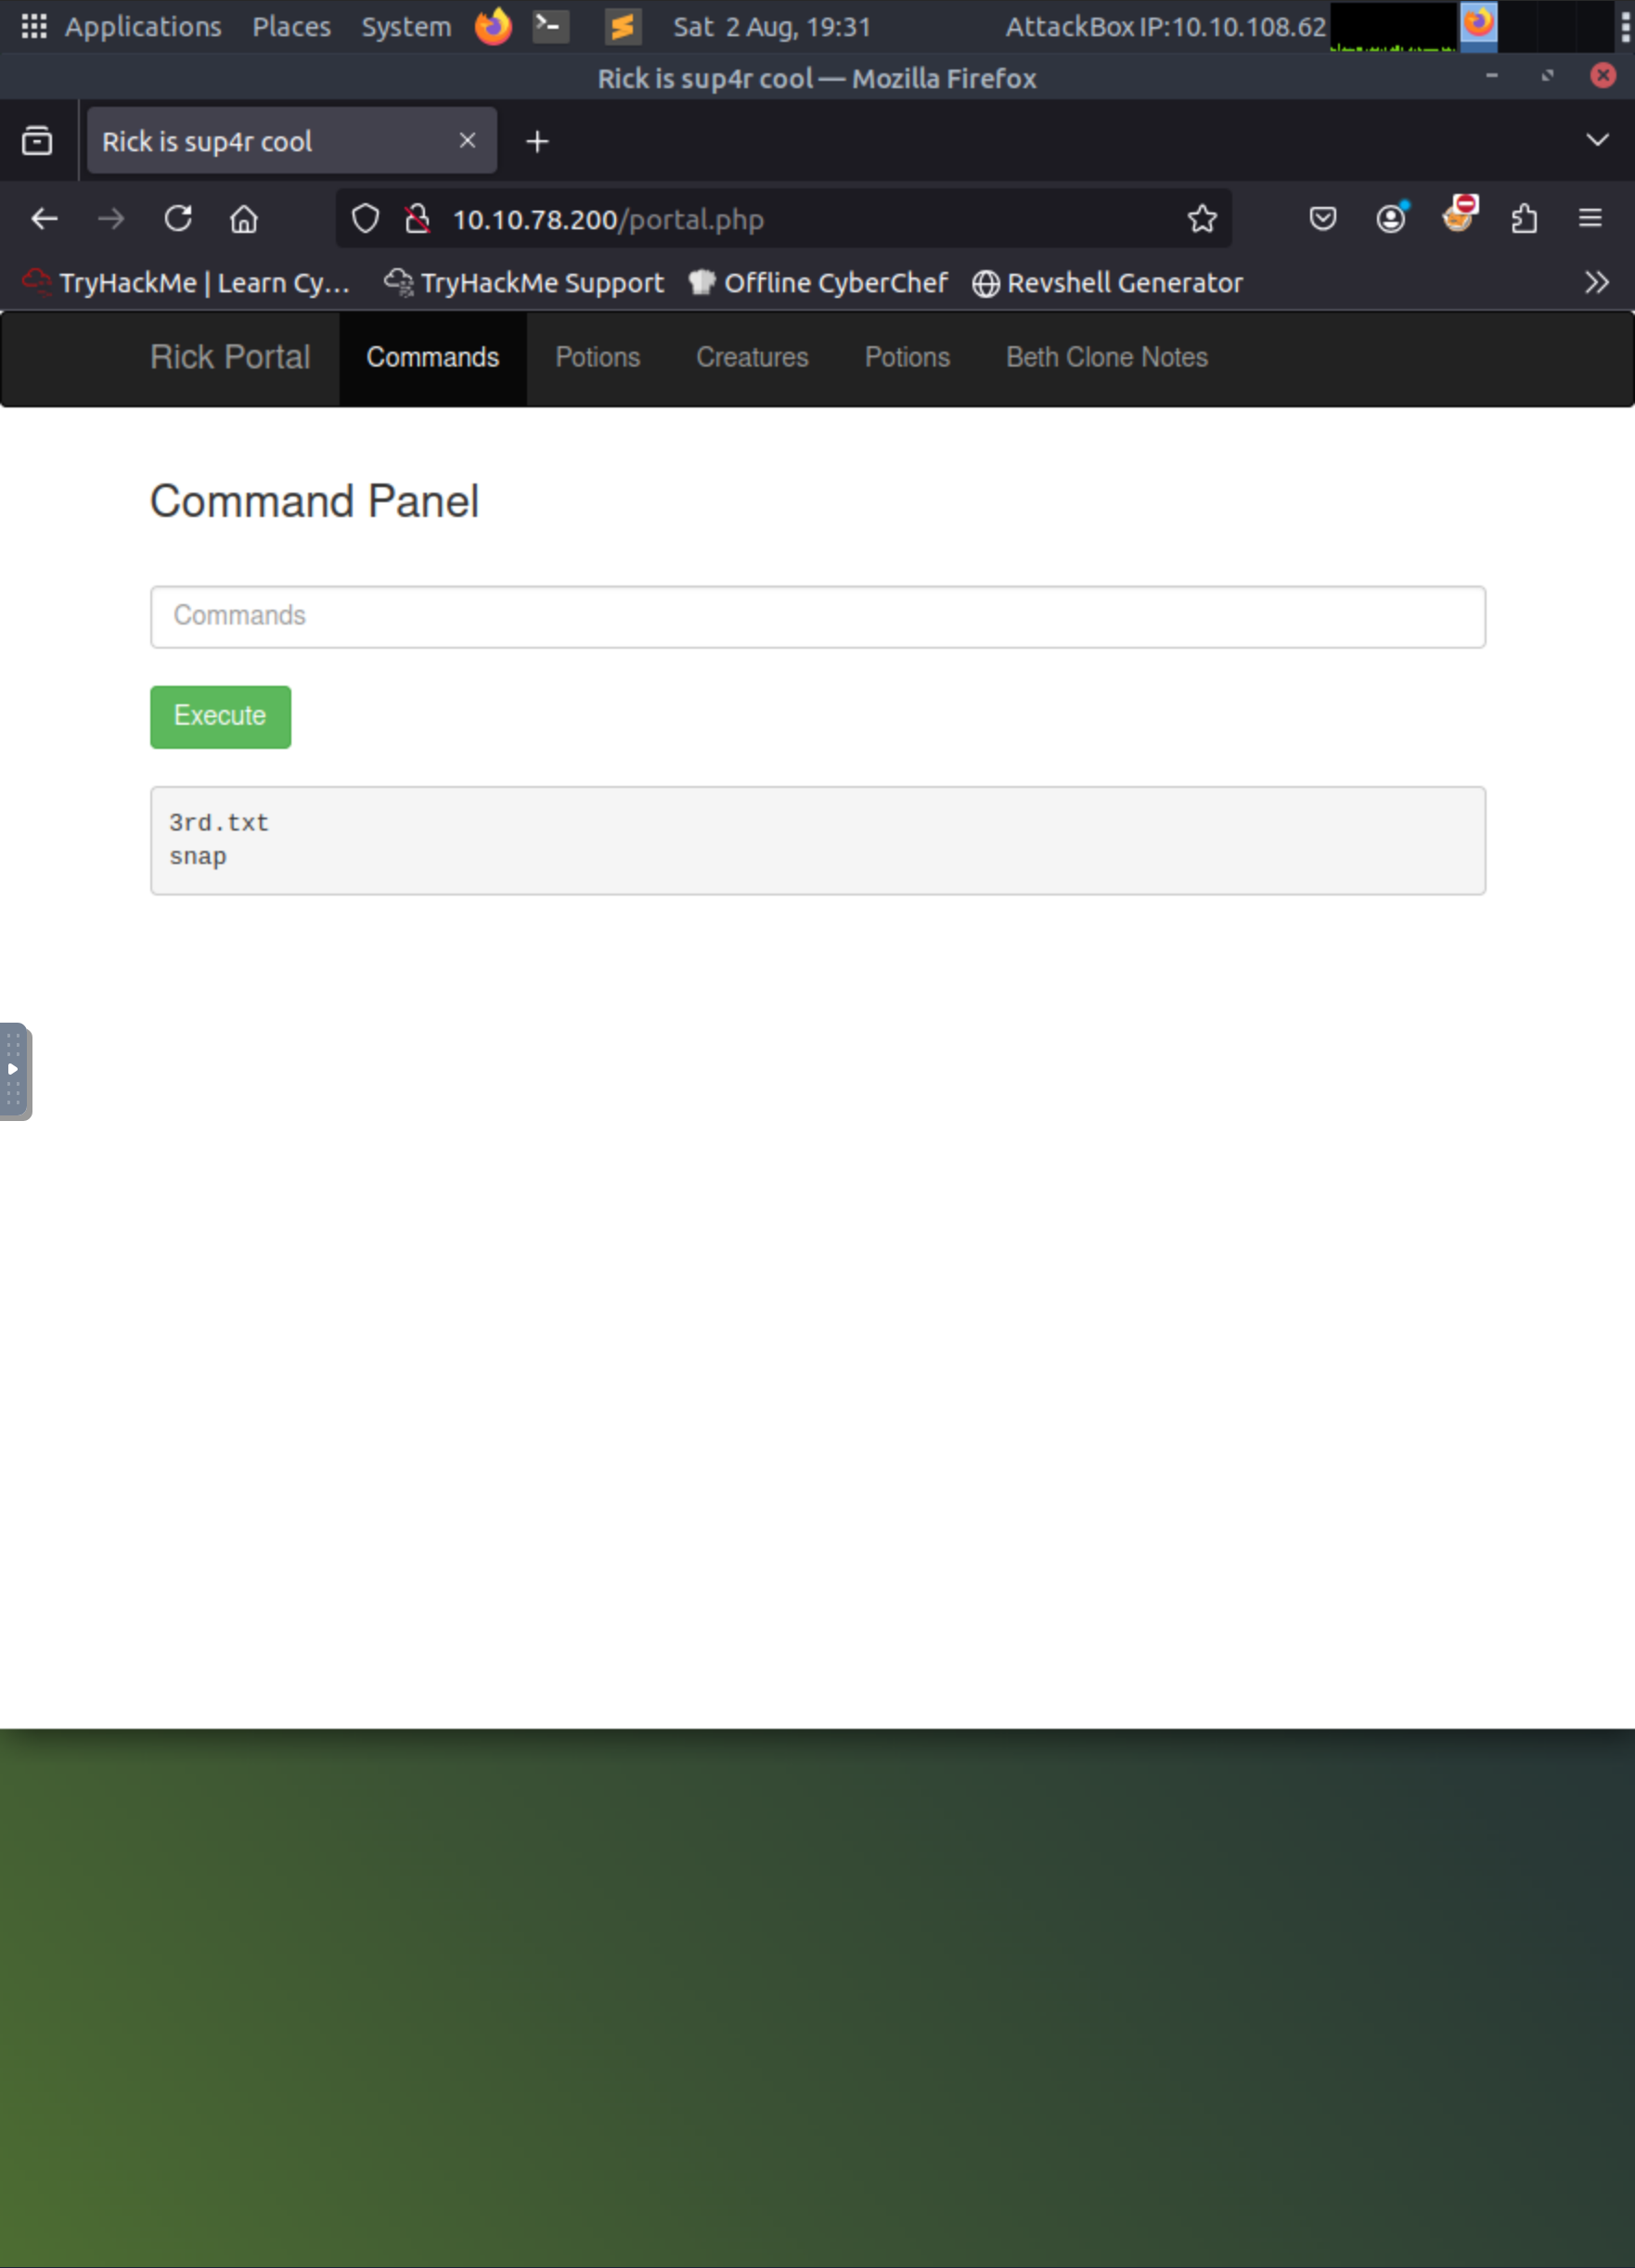 Applications Places System Sat 2 Aug, 19:31 AttackBox IP:10.10.108.62
Rick is sup4r cool — Mozilla Firefox
Rick is sup4r cool
10.10.78.200/portal.php
TryHackMe | Learn Cy... TryHackMe Support Offline CyberChef Revshell Generator
Rick Portal Commands Potions Creatures Potions Beth Clone Notes
Command Panel
Commands
Execute
3rd.txt
snap